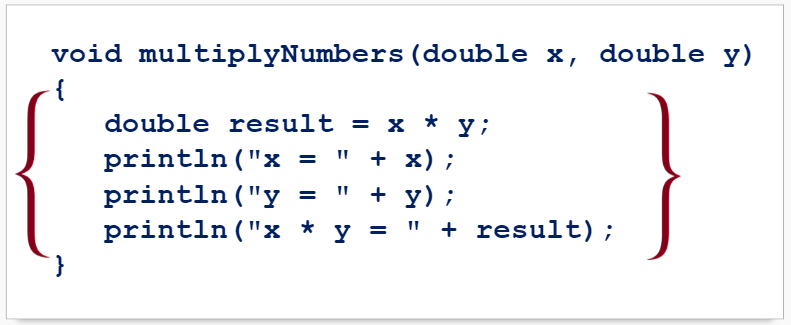 void multiplyNumbers(double x, double y)
{
double result = x * y;
println("x = " + x);
println("y = " + y);
println("x * y = " + result);
}